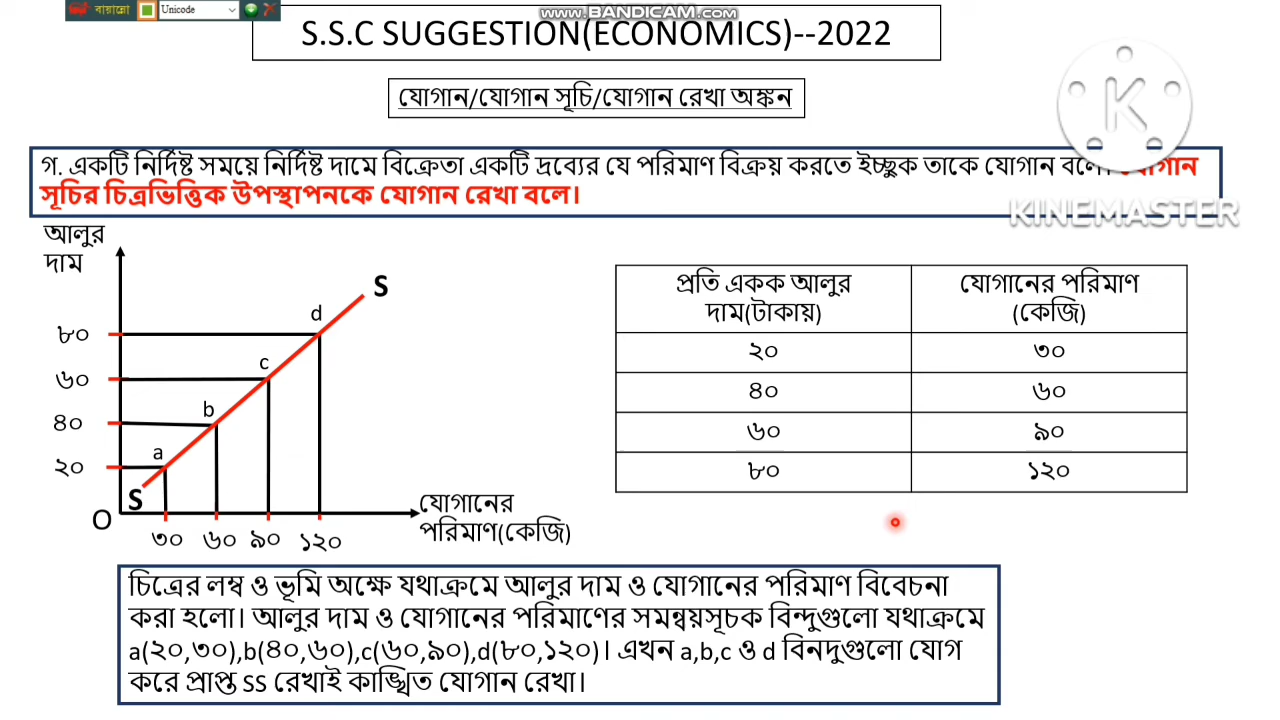 বায়ান্নো Unicode
WWW.BANDICAM.COM
S.S.C SUGGESTION(ECONOMICS)--2022
যোগান/যোগান সূচি/যোগান রেখা অঙ্কন
গ. একটি নির্দিষ্ট সময়ে নির্দিষ্ট দামে বিক্রেতা একটি দ্রব্যের যে পরিমাণ বিক্রয় করতে ইচ্ছুক তাকে যোগান বলে। যোগান
সূচির চিত্রভিত্তিক উপস্থাপনকে যোগান রেখা বলে।
K
KINEMASTER
আলুর
দাম
S
d
৮০
c
৬০
b
৪০
a
২০
S
O
যোগানের
পরিমাণ(কেজি)
৩০ ৬০ ৯০ ১২০
প্রতি একক আলুর
দাম(টাকায়)
যোগানের পরিমাণ
(কেজি)
২০ ৩০
৪০ ৬০
৬০ ৯০
৮০ ১২০
চিত্রের লম্ব ও ভূমি অক্ষে যথাক্রমে আলুর দাম ও যোগানের পরিমাণ বিবেচনা
করা হলো। আলুর দাম ও যোগানের পরিমাণের সমন্বয়সূচক বিন্দুগুলো যথাক্রমে
a(২০,৩০),b(৪০,৬০),c(৬০,৯০),d(৮০,১২০)। এখন a,b,c ও d বিনদুগুলো যোগ
করে প্রাপ্ত SS রেখাই কাঙ্খিত যোগান রেখা।